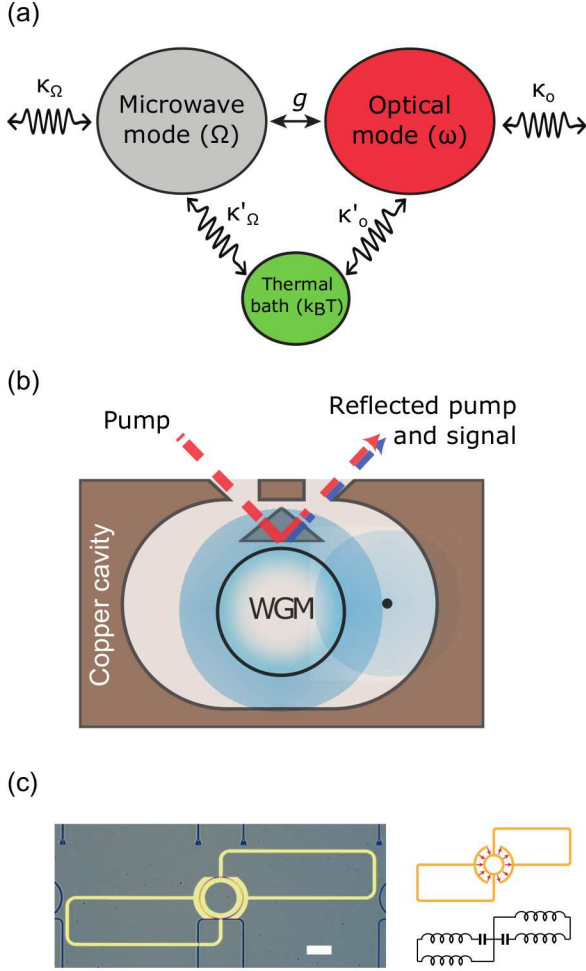 (a)
κΩ
Microwave
mode (Ω)
g
Optical
mode (ω)
κo
κ'Ω
κ'o
Thermal
bath (kBT)
(b)
Pump
Reflected pump
and signal
Copper cavity
WGM
(c)